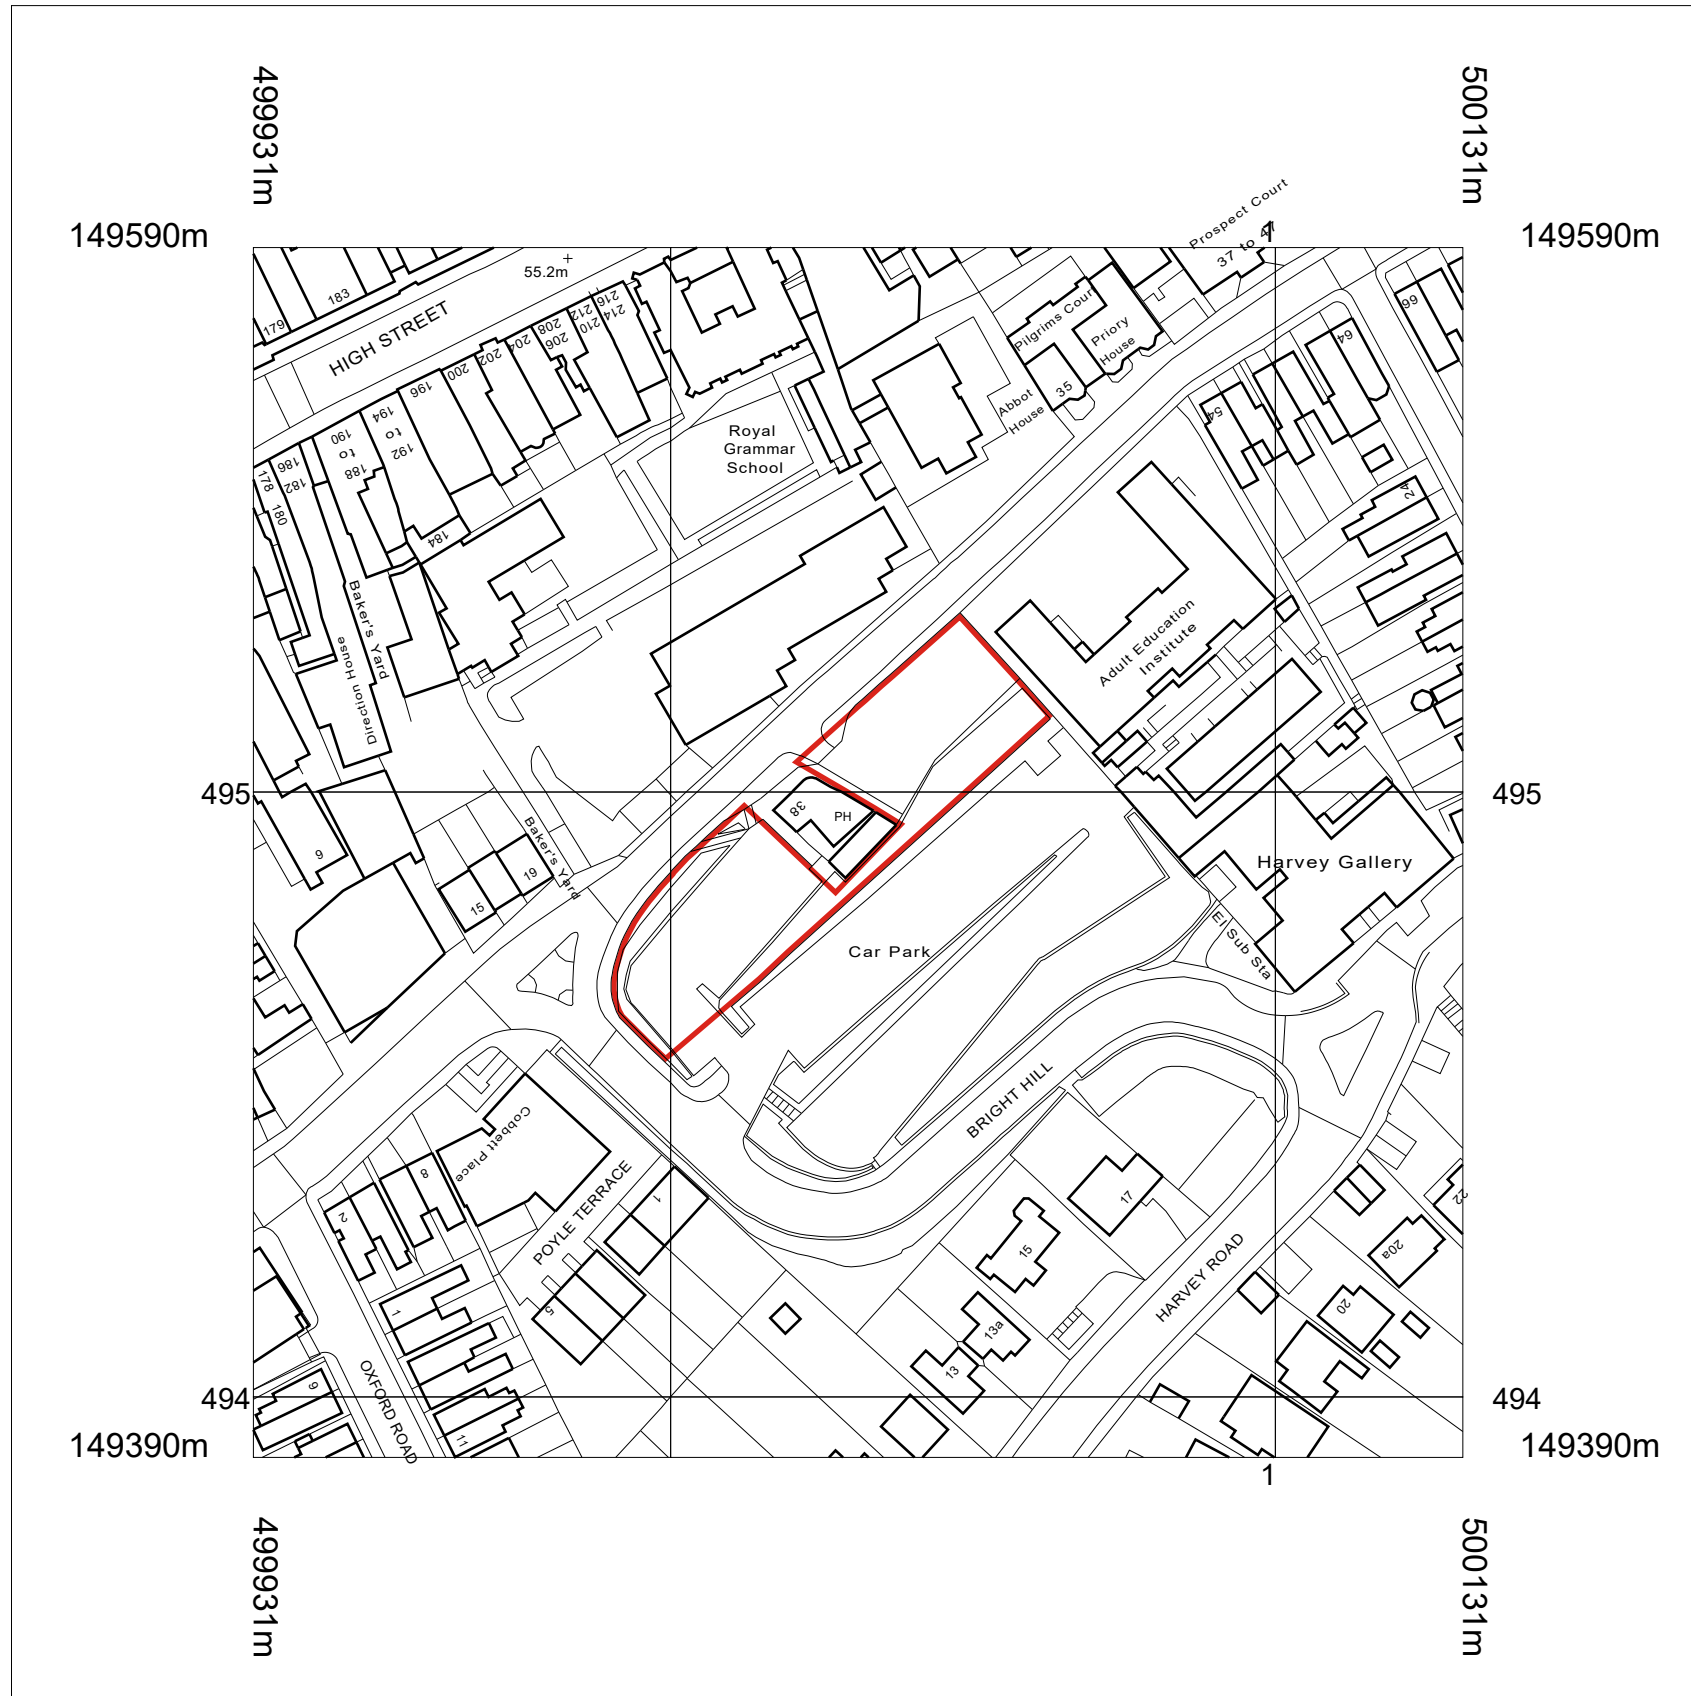 499931m
500131m
149590m
149590m
Prospect Court
37 to 47
1
55.2m
183
179
HIGH STREET
216
214
212
210
208
206
204
202
200
196
194
to
192
190
to
188
186
182
178
180
184
Royal
Grammar
School
Pilgrims Court
Priory
House
Abbot
House
35
66
64
54
24
Baker's Yard
Direction House
Adult Education
Institute
495
495
38
PH
6
Baker's Yard
19
15
Harvey Gallery
El Sub Sta
Car Park
BRIGHT HILL
Cobbett Place
8
2
POYLE TERRACE
1
5
17
15
13a
13
HARVEY ROAD
22
20a
20
1
OXFORD ROAD
9
11
494
494
149390m
149390m
1
499931m
500131m